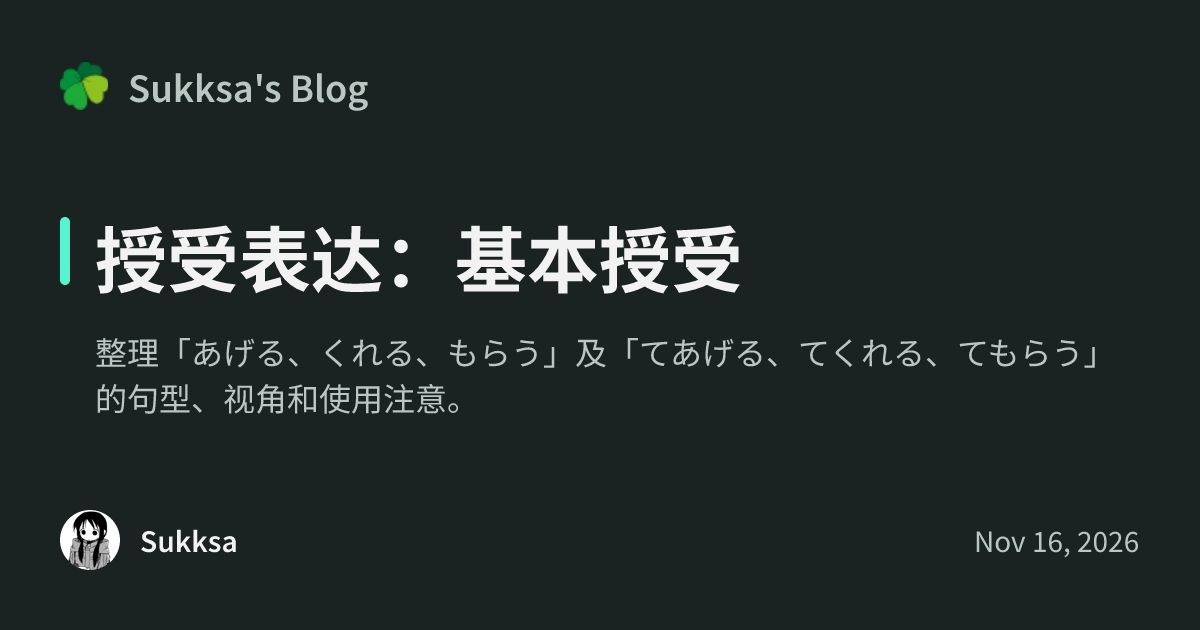 Sukksa's Blog
授受表达：基本授受
整理「あげる、くれる、もらう」及「てあげる、てくれる、てもらう」
的句型、视角和使用注意。
Sukksa
Nov 16, 2026